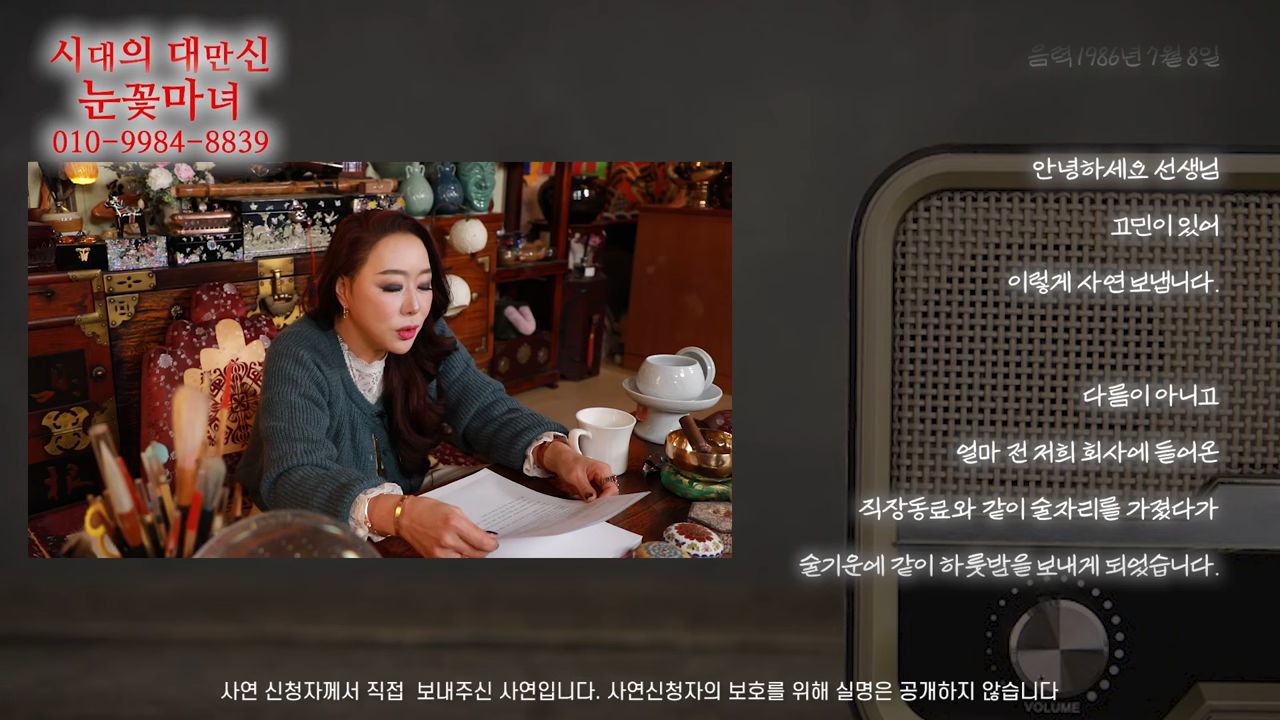 시대의 대만신
눈꽃마녀
010-9984-8839
음력 1986년 7월 8일
안녕하세요 선생님
고민이 있어
이렇게 사연 보냅니다.
다름이 아니고
얼마 전 저희 회사에 들어온
직장동료와 같이 술자리를 가졌다가
술기운에 같이 하룻밤을 보내게 되었습니다.
VOLUME
사연 신청자께서 직접 보내주신 사연입니다. 사연신청자의 보호를 위해 실명은 공개하지 않습니다